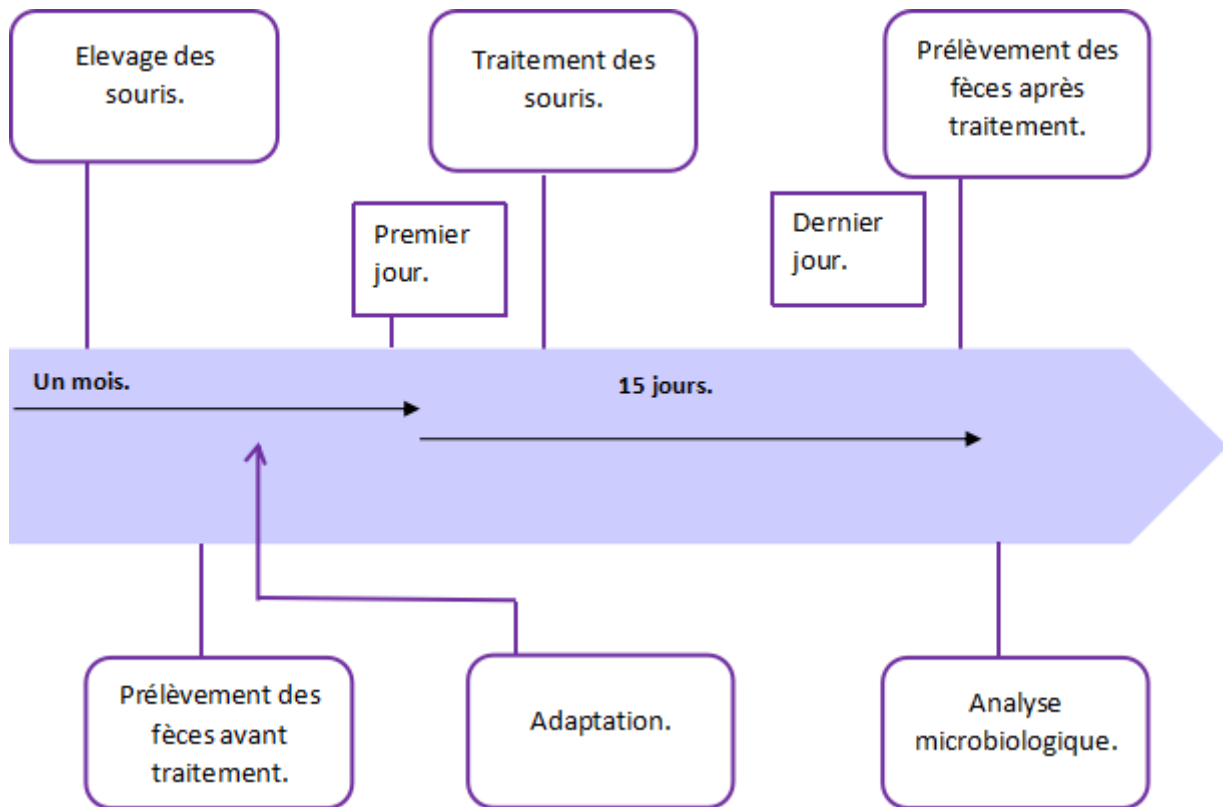 Elevage des
souris.
Traitement des
souris.
Prélèvement des
fèces après
traitement.
Premier
jour.
Dernier
jour.
Un mois.
15 jours.
Prélèvement des
fèces avant
traitement.
Adaptation.
Analyse
microbiologique.